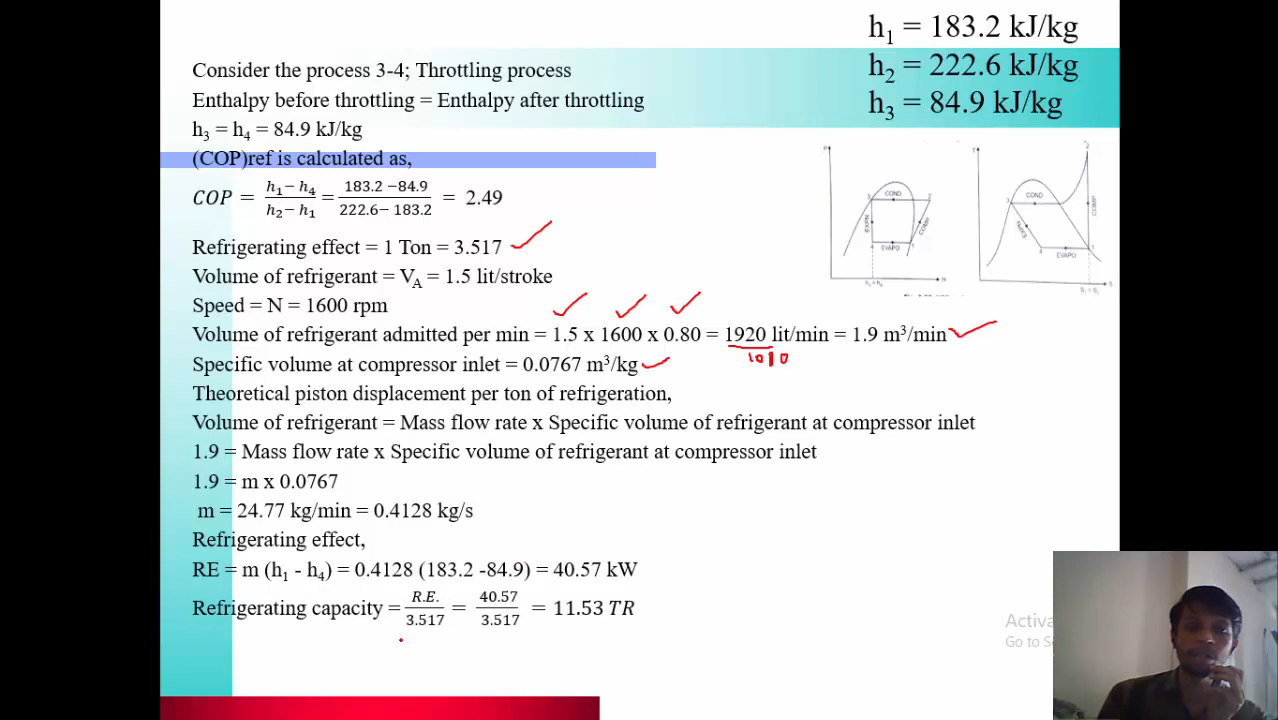 h₁ = 183.2 kJ/kg
h₂ = 222.6 kJ/kg
h₃ = 84.9 kJ/kg
Consider the process 3-4; Throttling process
Enthalpy before throttling = Enthalpy after throttling
h₃ = h₄ = 84.9 kJ/kg
(COP)ref is calculated as,
COP = (h₁− h₄)/(h₂− h₁) = (183.2 −84.9)/(222.6− 183.2) = 2.49
Refrigerating effect = 1 Ton = 3.517
Volume of refrigerant = V_A = 1.5 lit/stroke
Speed = N = 1600 rpm
Volume of refrigerant admitted per min = 1.5 x 1600 x 0.80 = 1920 lit/min = 1.9 m³/min
Specific volume at compressor inlet = 0.0767 m³/kg
Theoretical piston displacement per ton of refrigeration,
Volume of refrigerant = Mass flow rate x Specific volume of refrigerant at compressor inlet
1.9 = Mass flow rate x Specific volume of refrigerant at compressor inlet
1.9 = m x 0.0767
m = 24.77 kg/min = 0.4128 kg/s
Refrigerating effect,
RE = m (h₁ - h₄) = 0.4128 (183.2 -84.9) = 40.57 kW
Refrigerating capacity = R.E./3.517 = 40.57/3.517 = 11.53 TR
COND
EXPN
EVAPO
COND
EVAPO
COMP
Activa
Go to S